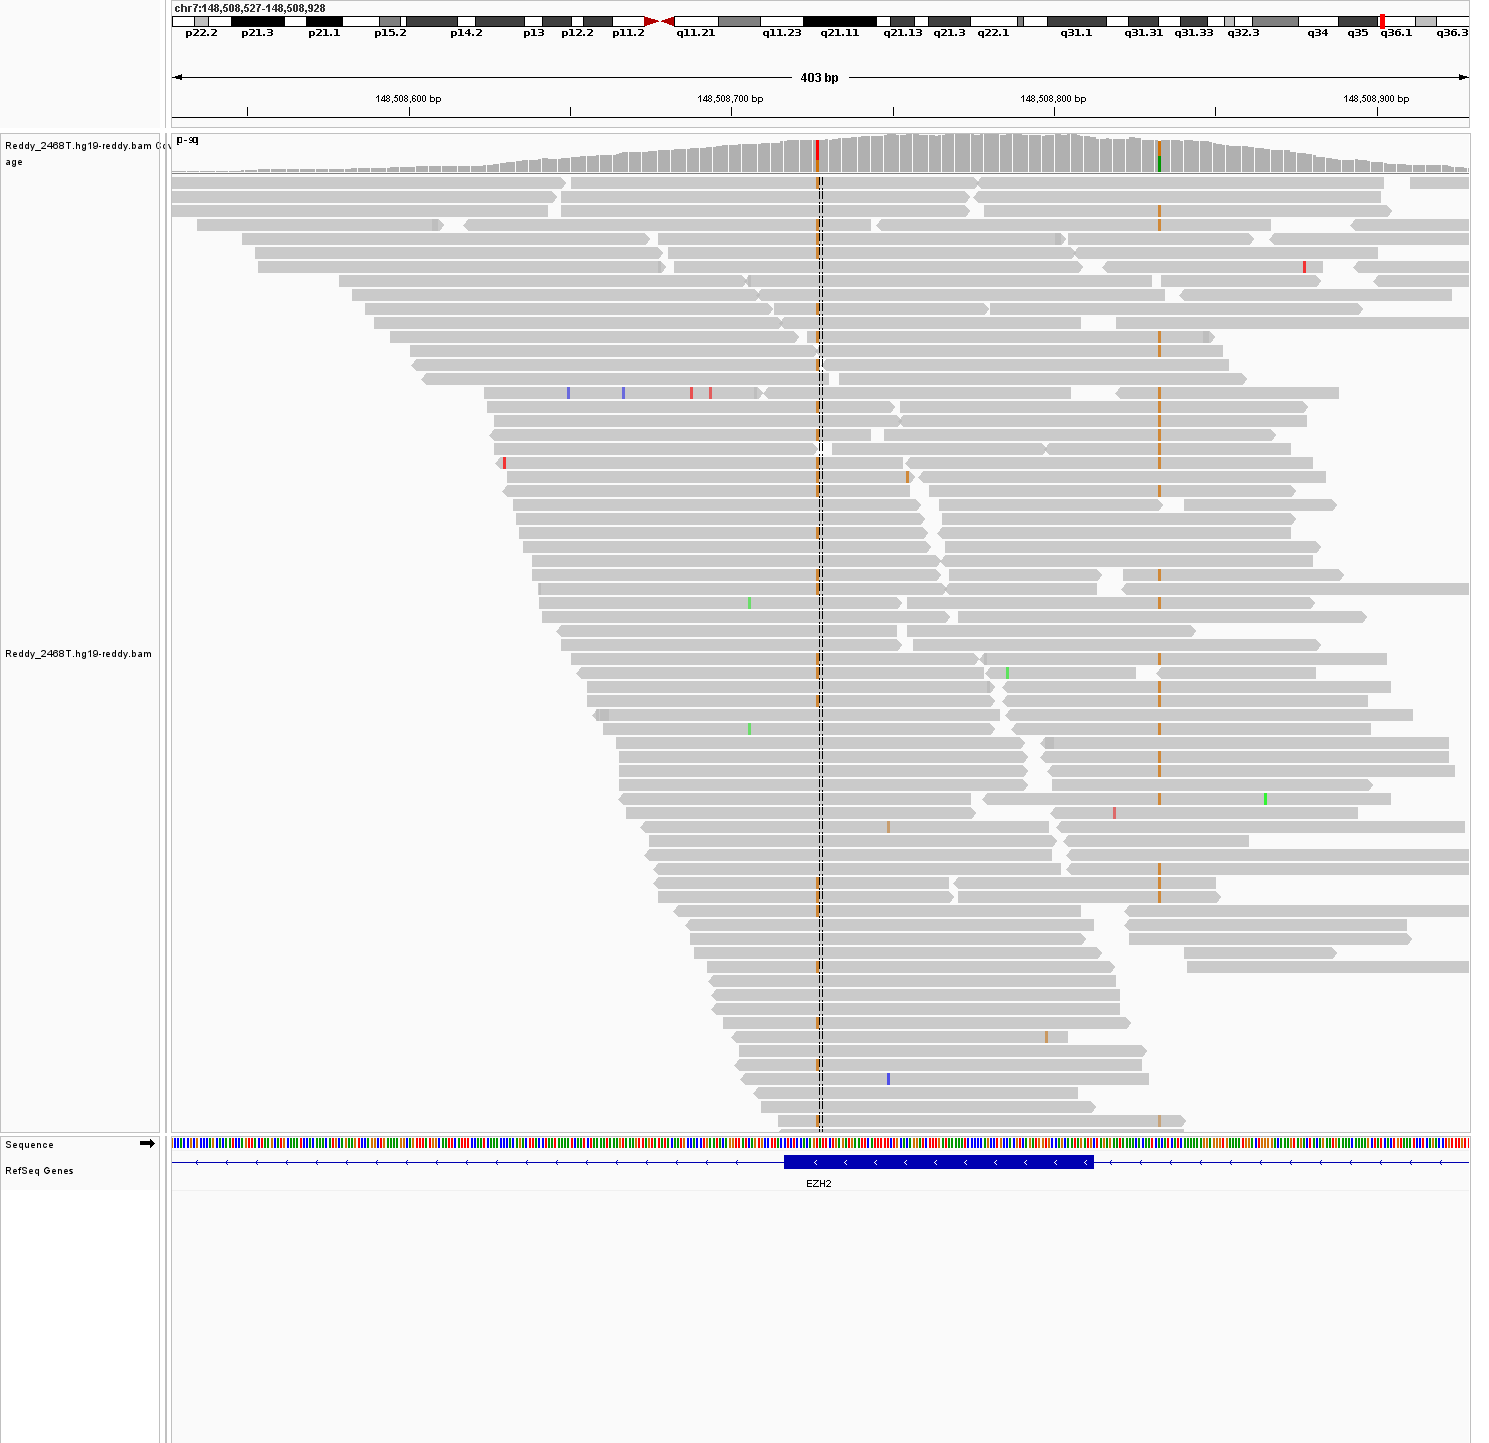 chr7:148,508,527-148,508,928
p22.2 p21.3 p21.1 p15.2 p14.2 p13 p12.2 p11.2 q11.21 q11.23 q21.11 q21.13 q21.3 q22.1 q31.1 q31.31 q31.33 q32.3 q34 q35 q36.1 q36.3
403 bp
148,508,600 bp 148,508,700 bp 148,508,800 bp 148,508,900 bp
Reddy_2468T.hg19-reddy.bam Cov
age
Reddy_2468T.hg19-reddy.bam
Sequence
RefSeq Genes
EZH2